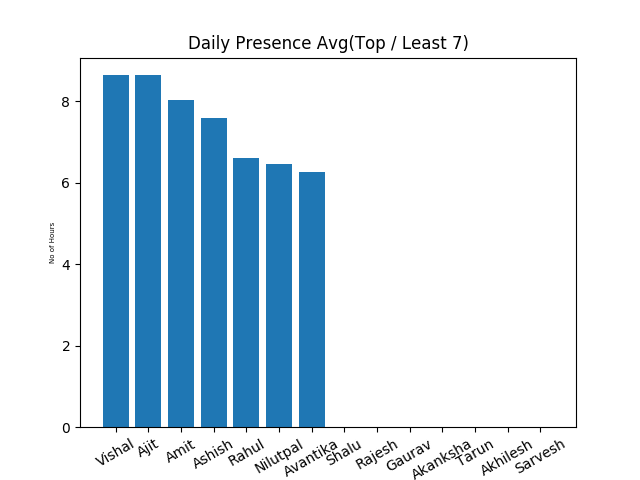 Daily Presence Avg(Top / Least 7)
No of Hours
8
6
4
2
0
Vishal
Ajit
Amit
Ashish
Rahul
Nilutpal
Avantika
Shalu
Rajesh
Gaurav
Akanksha
Tarun
Akhilesh
Sarvesh